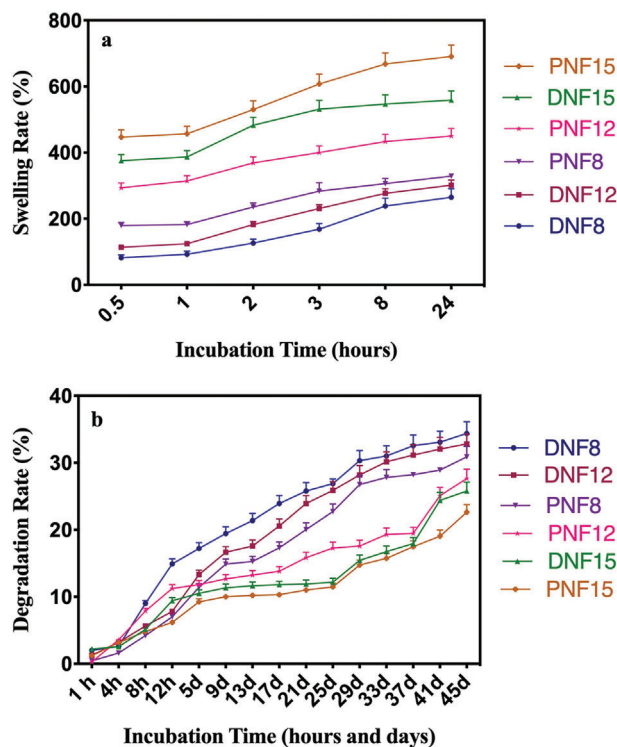 a
Swelling Rate (%)
800
600
400
200
0
0.5
1
2
3
8
24
Incubation Time (hours)
PNF15
DNF15
PNF12
PNF8
DNF12
DNF8
b
Degradation Rate (%)
40
30
20
10
0
1 h
4h
8h
12h
5d
9d
13d
17d
21d
25d
29d
33d
37d
41d
45d
Incubation Time (hours and days)
DNF8
DNF12
PNF8
PNF12
DNF15
PNF15